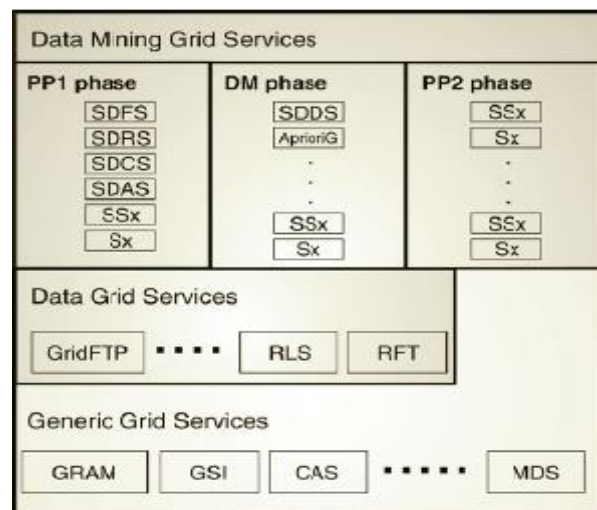 Data Mining Grid Services
PP1 phase
SDFS
SDRS
SDCS
SDAS
SSx
Sx
DM phase
SDDS
AprioriG
.
.
.
SSx
Sx
PP2 phase
SSx
Sx
.
.
.
SSx
Sx
Data Grid Services
GridFTP .... RLS RFT
Generic Grid Services
GRAM GSI CAS ..... MDS